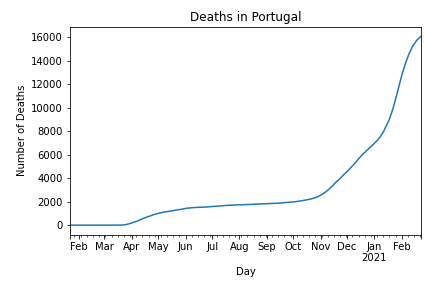 Deaths in Portugal
Number of Deaths
16000
14000
12000
10000
8000
6000
4000
2000
0
Feb Mar Apr May Jun Jul Aug Sep Oct Nov Dec Jan Feb
2021
Day